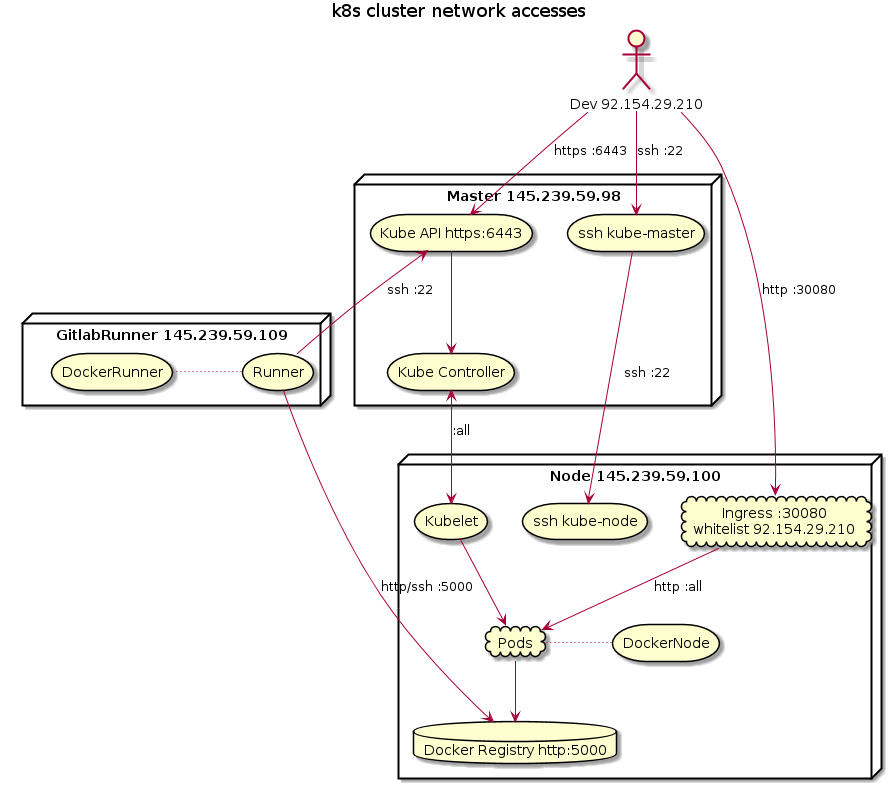 k8s cluster network accesses
Dev 92.154.29.210
https :6443
ssh :22
Master 145.239.59.98
Kube API https:6443
ssh kube-master
ssh :22
http :30080
GitlabRunner 145.239.59.109
DockerRunner
Runner
Kube Controller
ssh :22
:all
Node 145.239.59.100
Kubelet
ssh kube-node
Ingress :30080
whitelist 92.154.29.210
http/ssh :5000
http :all
Pods
DockerNode
Docker Registry http:5000